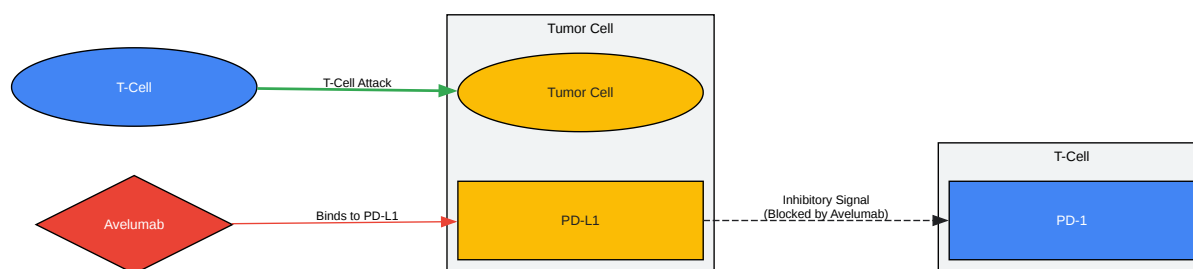 Tumor Cell
T-Cell
T-Cell Attack
Tumor Cell
T-Cell
Avelumab
Binds to PD-L1
PD-L1
Inhibitory Signal
(Blocked by Avelumab)
PD-1